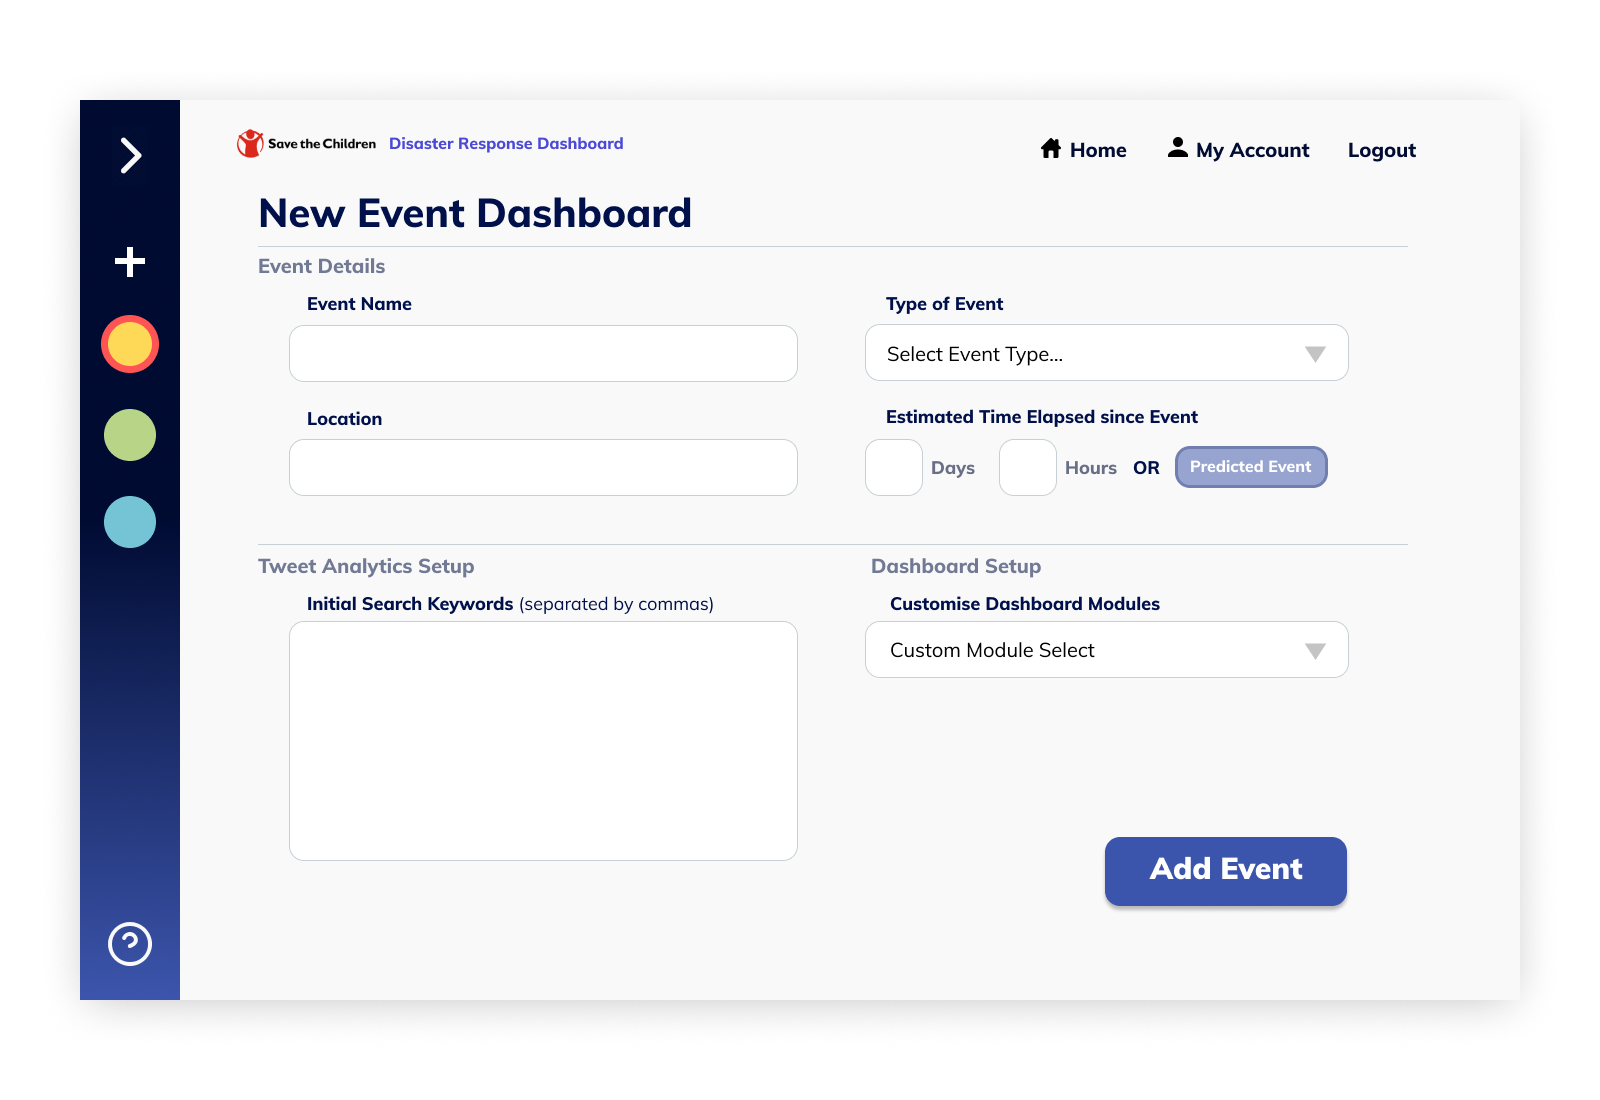 Save the Children Disaster Response Dashboard
Home My Account Logout
New Event Dashboard
Event Details
Event Name
Type of Event
Select Event Type...
Location
Estimated Time Elapsed since Event
Days Hours OR Predicted Event
Tweet Analytics Setup
Dashboard Setup
Initial Search Keywords (separated by commas)
Customise Dashboard Modules
Custom Module Select
Add Event
?